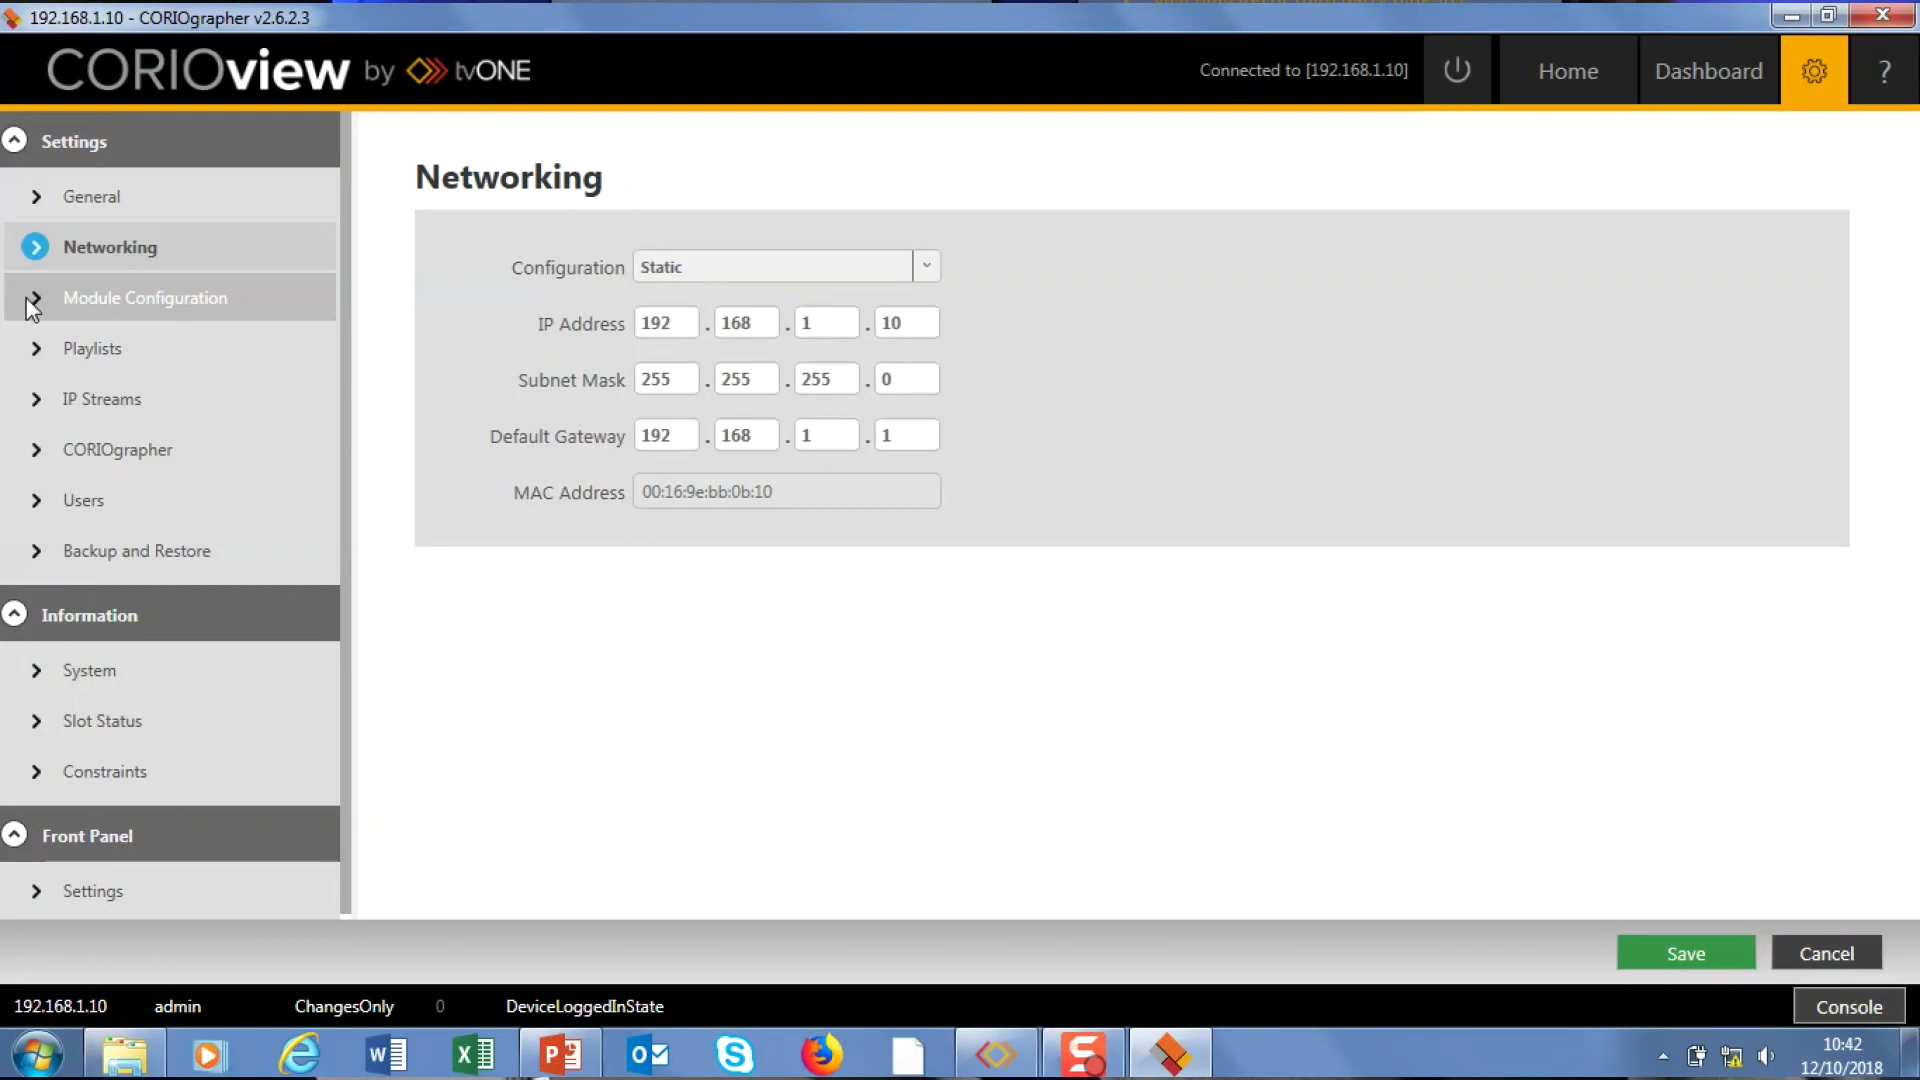 192.168.1.10 - CORIOgrapher v2.6.2.3
CORIOview by tvONE
Connected to [192.168.1.10]
Home
Dashboard
?
Settings
General
Networking
Module Configuration
Playlists
IP Streams
CORIOgrapher
Users
Backup and Restore
Information
System
Slot Status
Constraints
Front Panel
Settings
Networking
Configuration Static
IP Address 192 . 168 . 1 . 10
Subnet Mask 255 . 255 . 255 . 0
Default Gateway 192 . 168 . 1 . 1
MAC Address 00:16:9e:bb:0b:10
Save
Cancel
192.168.1.10 admin ChangesOnly 0 DeviceLoggedInState
Console
10:42
12/10/2018